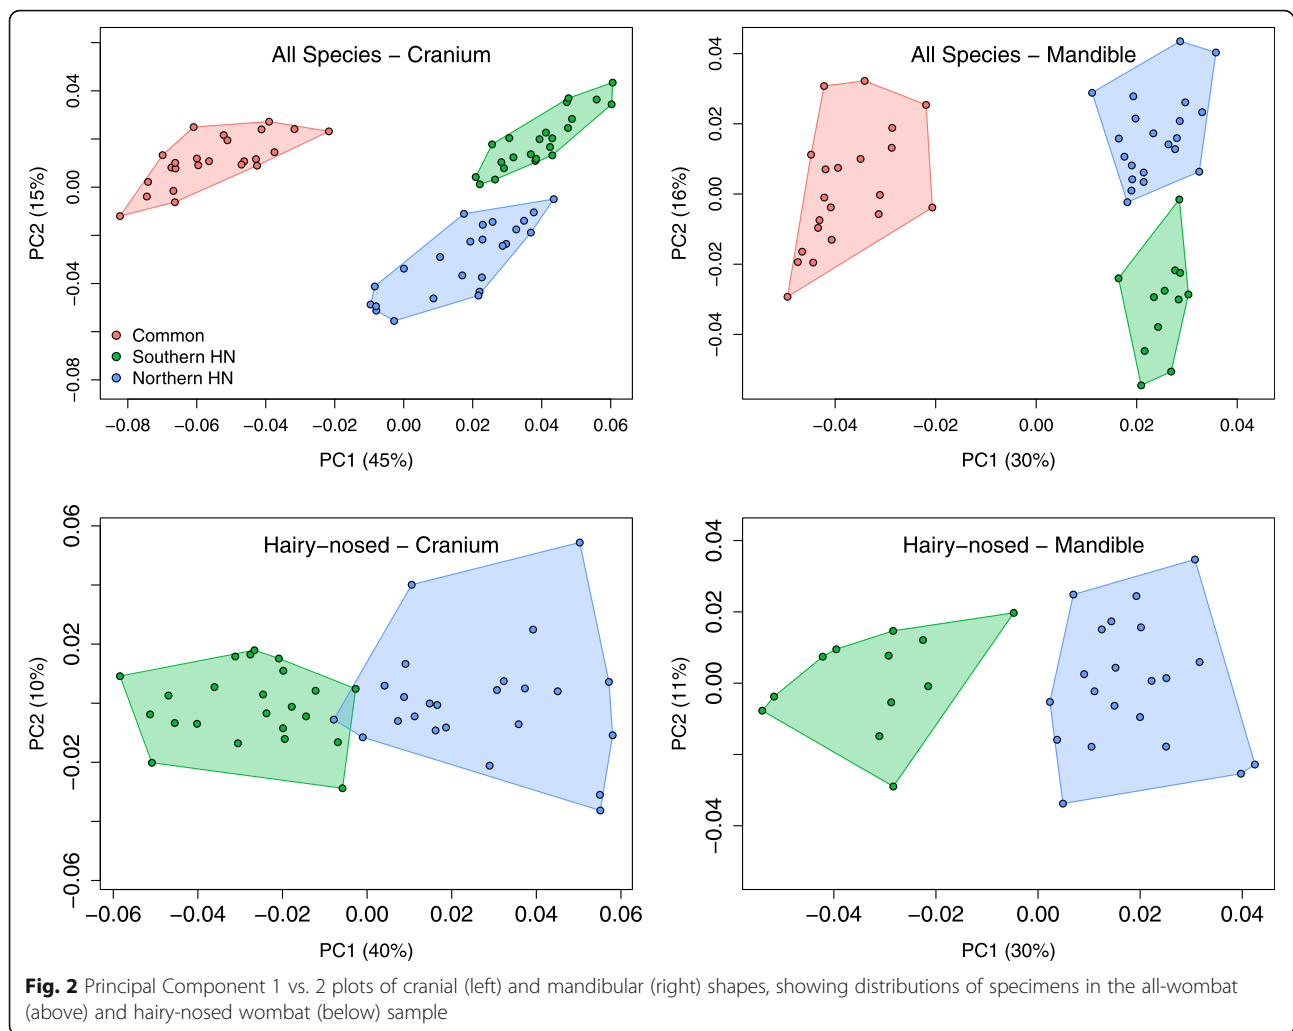 All Species − Cranium
PC2 (15%)
0.04
0.00
−0.04
−0.08
Common
Southern HN
Northern HN
−0.08 −0.06 −0.04 −0.02 0.00 0.02 0.04 0.06
PC1 (45%)
All Species − Mandible
PC2 (16%)
0.04
0.02
0.00
−0.02
−0.04
−0.04 −0.02 0.00 0.02 0.04
PC1 (30%)
Hairy−nosed − Cranium
PC2 (10%)
0.06
0.02
−0.02
−0.06
−0.06 −0.04 −0.02 0.00 0.02 0.04 0.06
PC1 (40%)
Hairy−nosed − Mandible
PC2 (11%)
0.04
0.02
0.00
−0.04
−0.04 −0.02 0.00 0.02 0.04
PC1 (30%)
Fig. 2 Principal Component 1 vs. 2 plots of cranial (left) and mandibular (right) shapes, showing distributions of specimens in the all-wombat
(above) and hairy-nosed wombat (below) sample